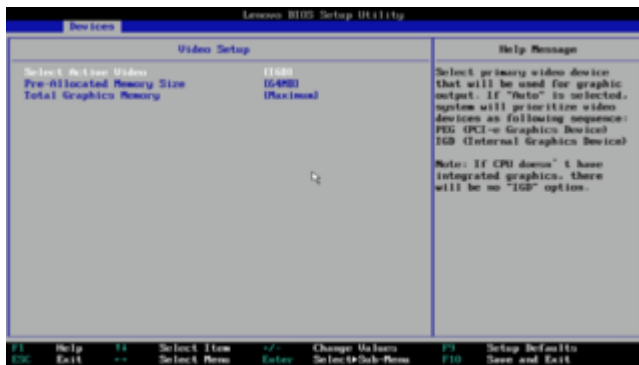 Lenovo BIOS Setup Utility
Devices
Video Setup
Help Message
Select Active Video [IGD]
Pre-Allocated Memory Size [64MB]
Total Graphics Memory [Maximum]
Select primary video device
that will be used for graphic
output. If "Auto" is selected,
system will prioritize video
devices as following sequence:
PEG (PCI-e Graphics Device)
IGD (Internal Graphics Device)
Note: If CPU doesn't have
integrated graphics, there
will be no "IGD" option.
F1 Help ↑↓ Select Item -/- Change Values F9 Setup Defaults
ESC Exit ↔ Select Menu Enter Select▶Sub-Menu F10 Save and Exit